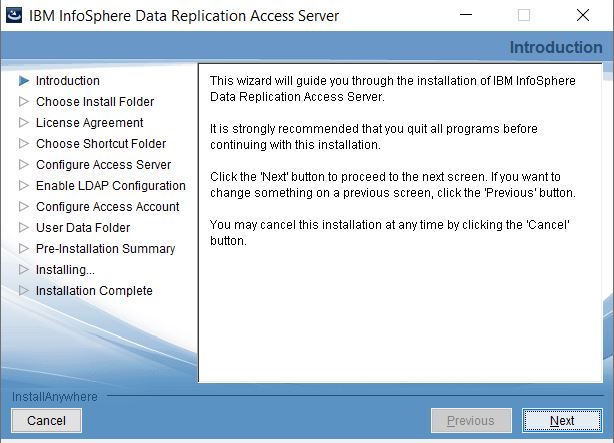 IBM InfoSphere Data Replication Access Server
Introduction
Introduction
Choose Install Folder
License Agreement
Choose Shortcut Folder
Configure Access Server
Enable LDAP Configuration
Configure Access Account
User Data Folder
Pre-Installation Summary
Installing...
Installation Complete
This wizard will guide you through the installation of IBM InfoSphere
Data Replication Access Server.
It is strongly recommended that you quit all programs before
continuing with this installation.
Click the 'Next' button to proceed to the next screen. If you want to
change something on a previous screen, click the 'Previous' button.
You may cancel this installation at any time by clicking the 'Cancel'
button.
InstallAnywhere
Cancel
Previous
Next